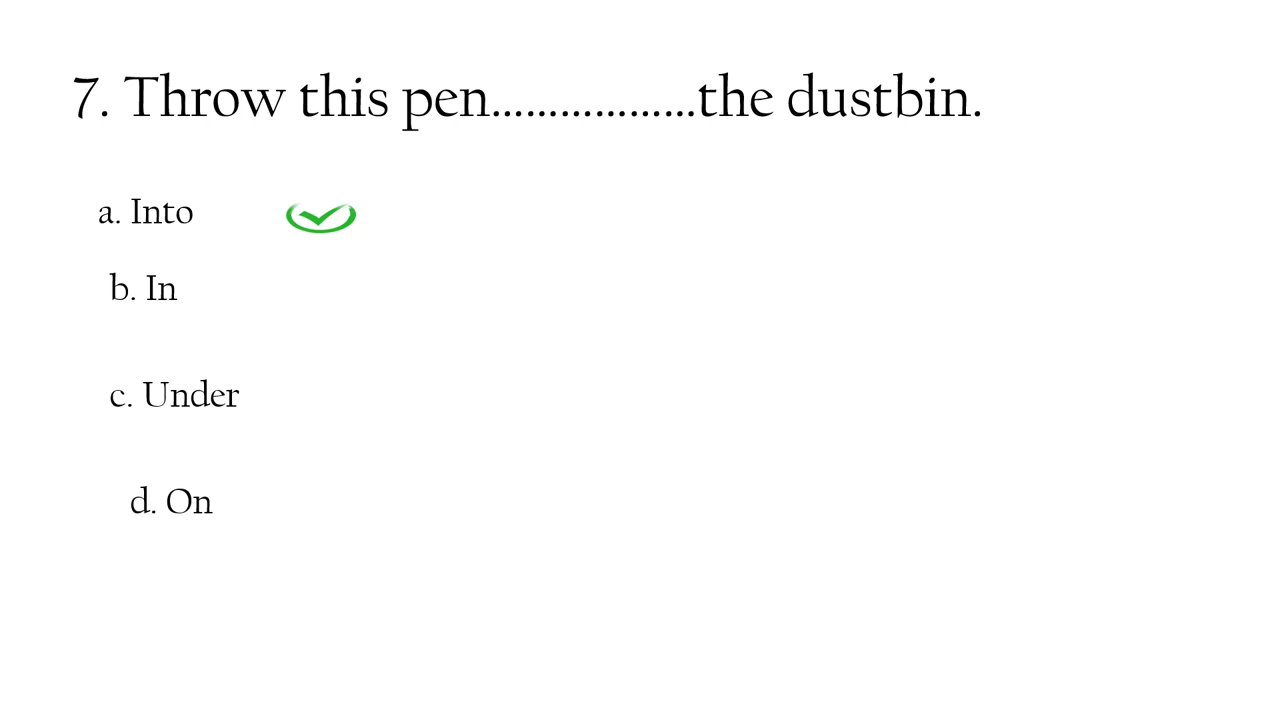 7. Throw this pen..................the dustbin.
a. Into
b. In
c. Under
d. On